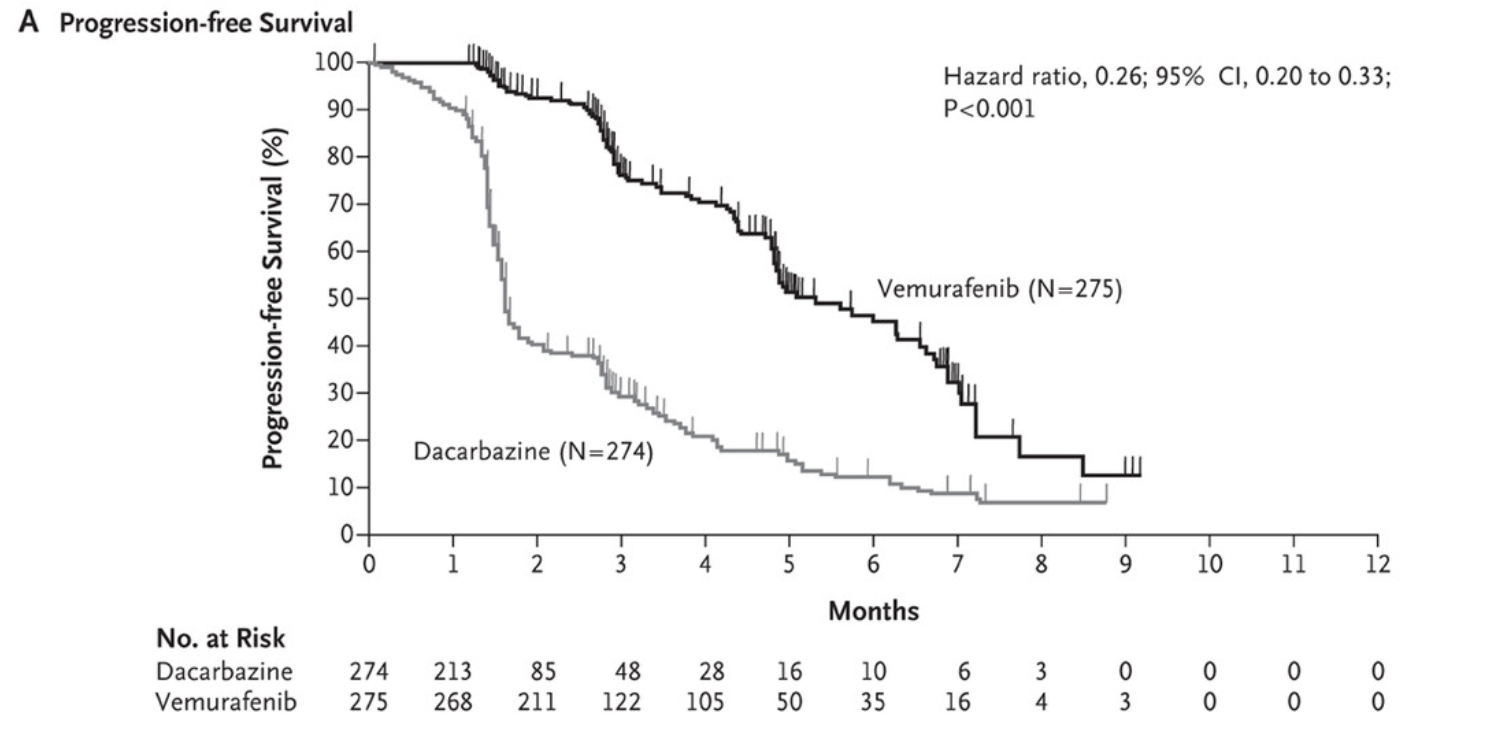 A Progression-free Survival
Hazard ratio, 0.26; 95% CI, 0.20 to 0.33;
P<0.001
Progression-free Survival (%)
100
90
80
70
60
50
40
30
20
10
0
Vemurafenib (N=275)
Dacarbazine (N=274)
0 1 2 3 4 5 6 7 8 9 10 11 12
Months
No. at Risk
Dacarbazine 274 213 85 48 28 16 10 6 3 0 0 0 0
Vemurafenib 275 268 211 122 105 50 35 16 4 3 0 0 0